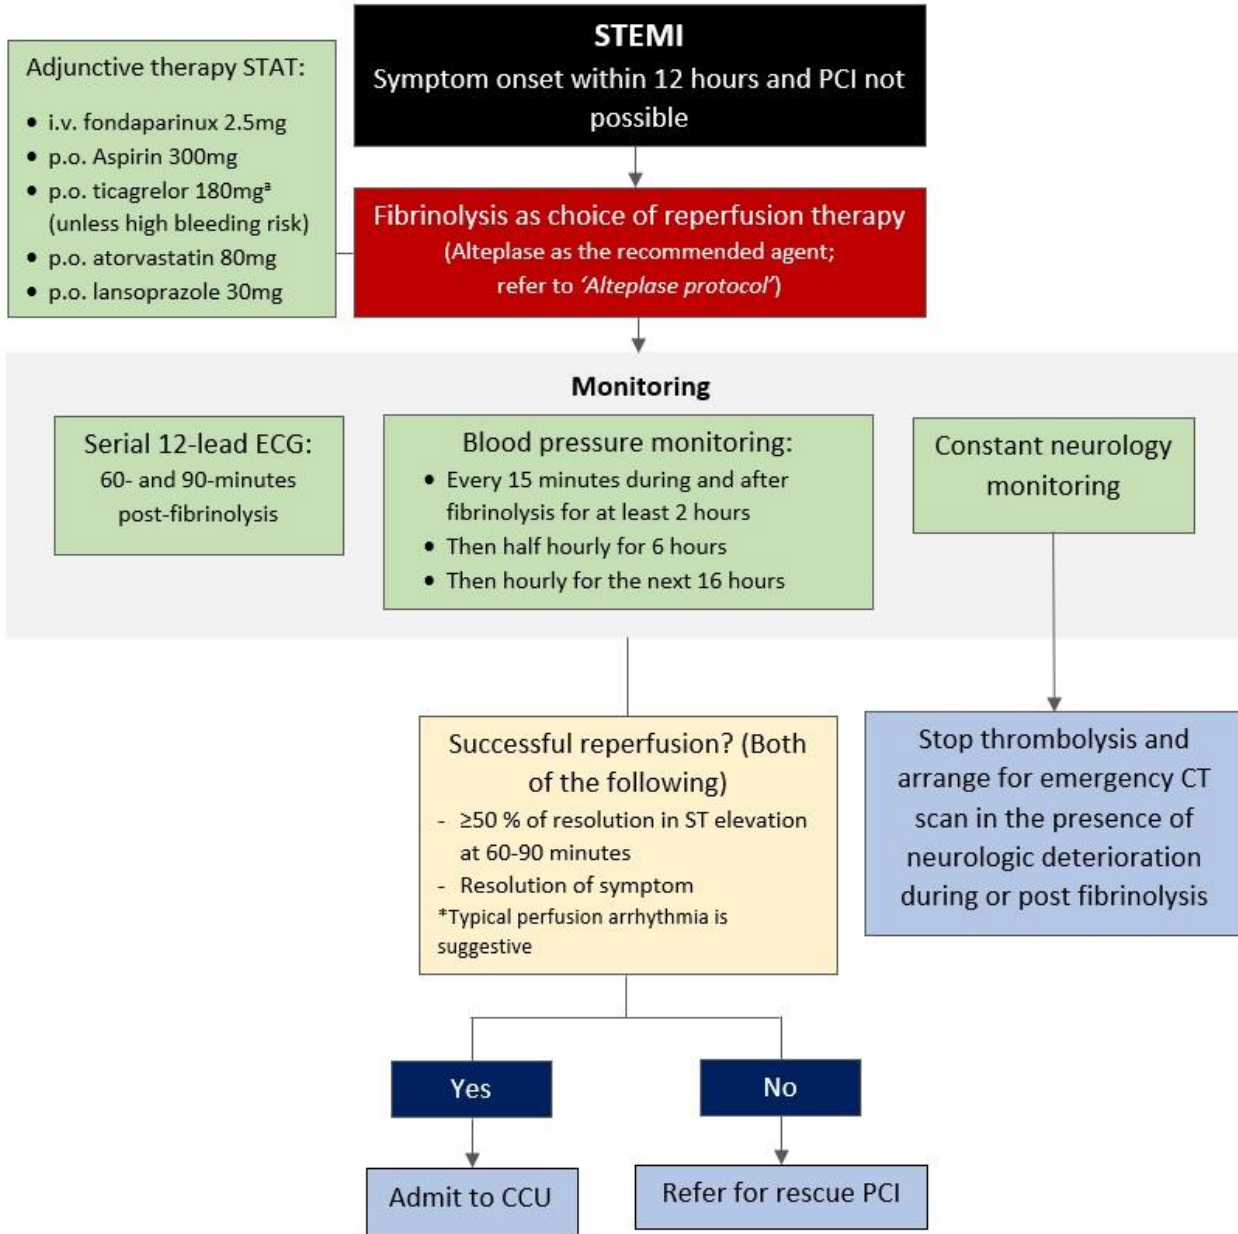 STEMI
Symptom onset within 12 hours and PCI not
possible
Adjunctive therapy STAT:
• i.v. fondaparinux 2.5mg
• p.o. Aspirin 300mg
• p.o. ticagrelor 180mgª
(unless high bleeding risk)
• p.o. atorvastatin 80mg
• p.o. lansoprazole 30mg
Fibrinolysis as choice of reperfusion therapy
(Alteplase as the recommended agent;
refer to ‘Alteplase protocol’)
Monitoring
Serial 12-lead ECG:
60- and 90-minutes
post-fibrinolysis
Blood pressure monitoring:
• Every 15 minutes during and after
fibrinolysis for at least 2 hours
• Then half hourly for 6 hours
• Then hourly for the next 16 hours
Constant neurology
monitoring
Successful reperfusion? (Both
of the following)
- ≥50 % of resolution in ST elevation
at 60-90 minutes
- Resolution of symptom
*Typical perfusion arrhythmia is
suggestive
Stop thrombolysis and
arrange for emergency CT
scan in the presence of
neurologic deterioration
during or post fibrinolysis
Yes
No
Admit to CCU
Refer for rescue PCI